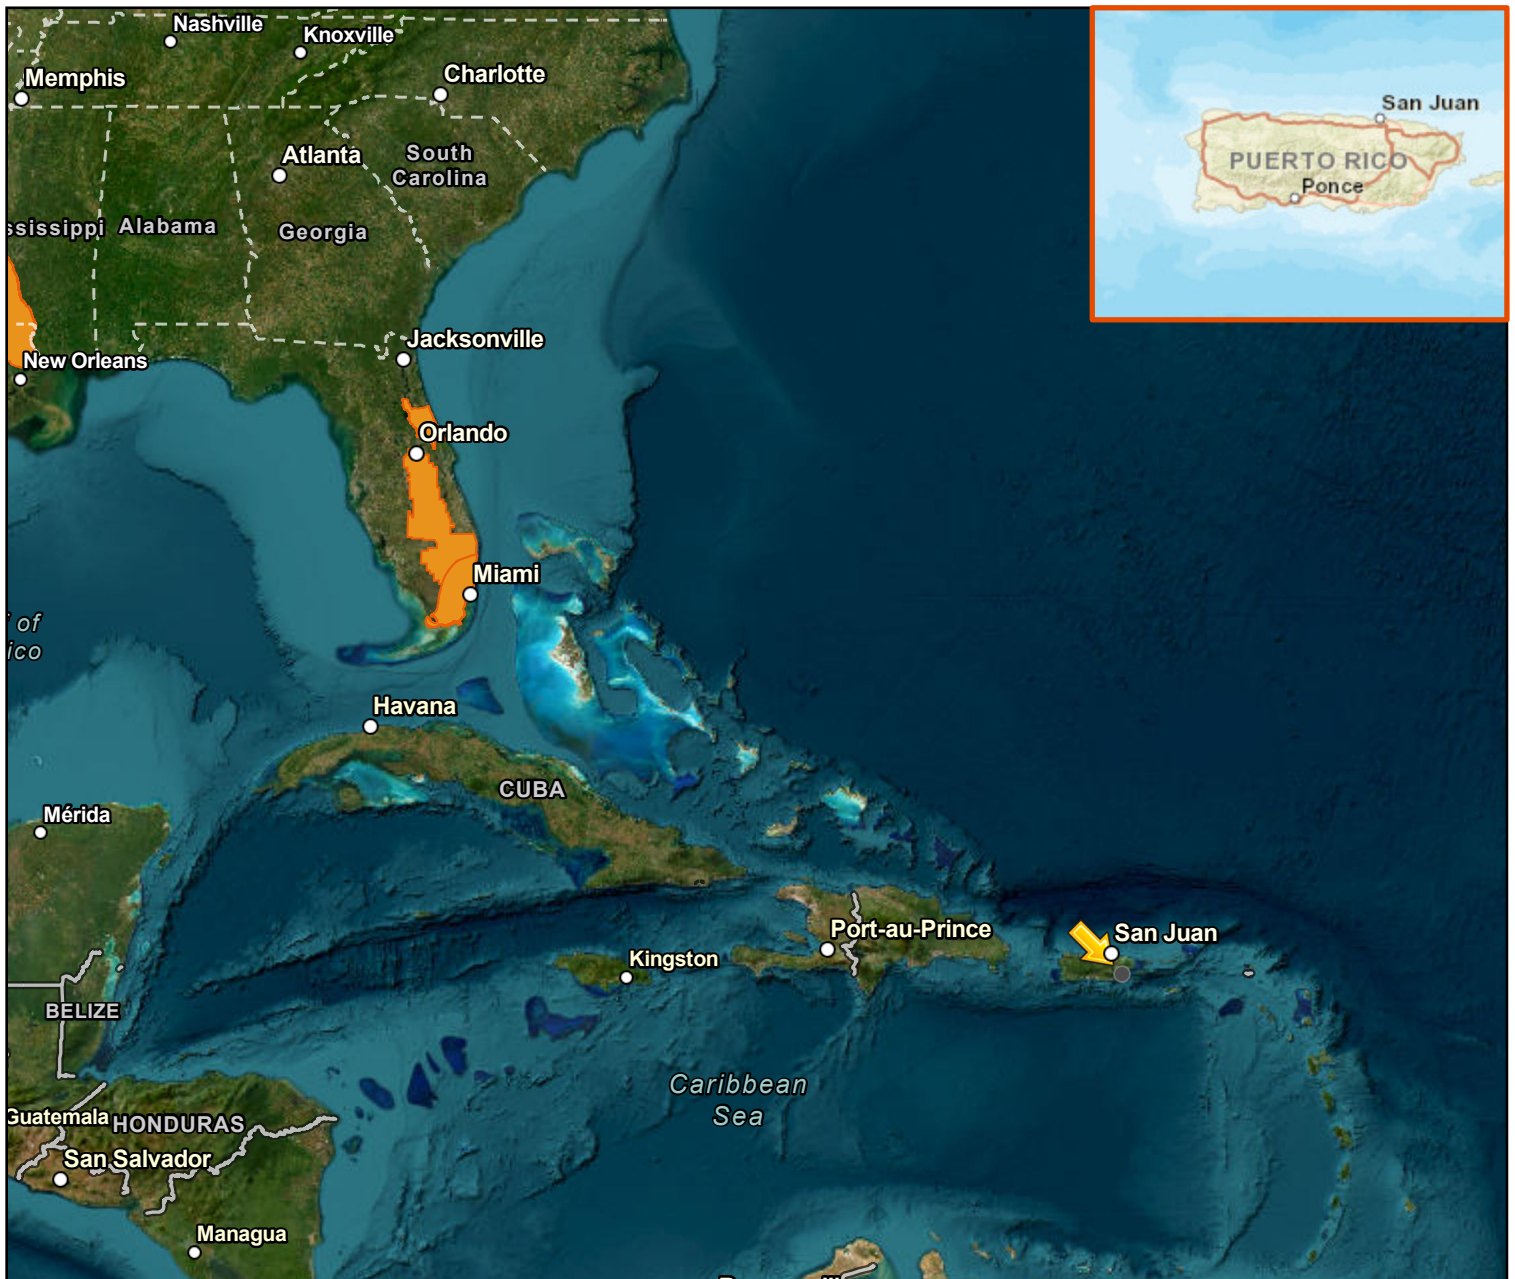 Nashville
Knoxville
Memphis
Charlotte
San Juan
PUERTO RICO
Ponce
Atlanta
South
Carolina
ssissippi
Alabama
Georgia
Jacksonville
New Orleans
Orlando
Miami
of
ico
Havana
CUBA
Mérida
Port-au-Prince
San Juan
Kingston
BELIZE
Caribbean
Sea
Guatemala
HONDURAS
San Salvador
Managua